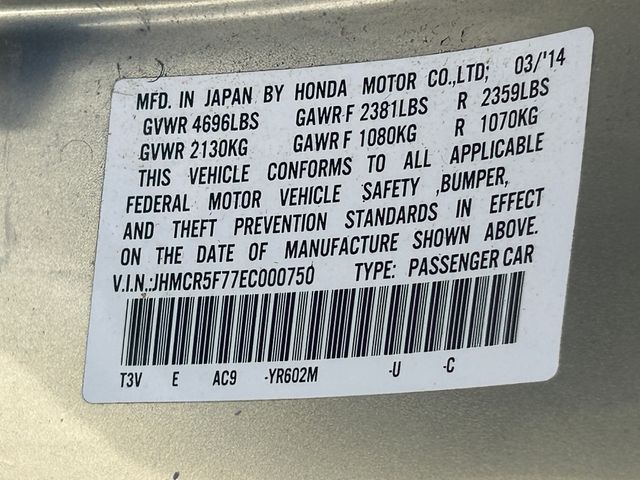 MFD. IN JAPAN BY HONDA MOTOR CO.,LTD; 03/'14
GVWR 4696LBS GAWR F 2381LBS R 2359LBS
GVWR 2130KG GAWR F 1080KG R 1070KG
THIS VEHICLE CONFORMS TO ALL APPLICABLE
FEDERAL MOTOR VEHICLE SAFETY ,BUMPER,
AND THEFT PREVENTION STANDARDS IN EFFECT
ON THE DATE OF MANUFACTURE SHOWN ABOVE.
V.I.N.:JHMCR5F77EC000750 TYPE: PASSENGER CAR
T3V E AC9 -YR602M -U -C